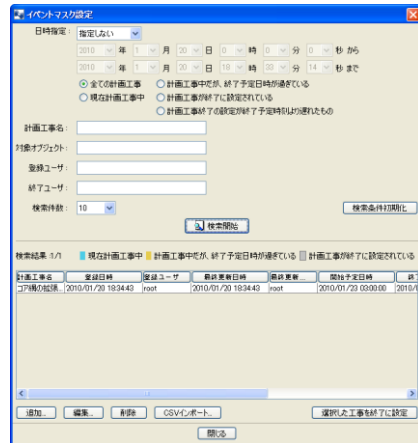 イベントマスク設定
日時指定： 指定しない
2010 年 1 月 20 日 0 時 0 分 0 秒 から
2010 年 1 月 20 日 18 時 33 分 14 秒 まで
全ての計画工事 計画工事中だが、終了予定日時が過ぎている
現在計画工事中 計画工事が終了に設定されている
計画工事終了の設定が終了予定時刻より遅れたもの
計画工事名：
対象オブジェクト：
登録ユーザ：
終了ユーザ：
検索件数： 10 検索条件初期化
検索開始
検索結果 :1/1 現在計画工事中 計画工事中だが、終了予定日時が過ぎている 計画工事が終了に設定されている
計画工事名 登録日時 登録ユーザ 最終更新日時 最終更新... 開始予定日時 終
コア網の拡張... 2010/01/20 18:34:43 root 2010/01/20 18:34:43 root 2010/01/23 03:00:00 2010/
追加... 編集... 削除 CSVインポート... 選択した工事を終了に設定
閉じる